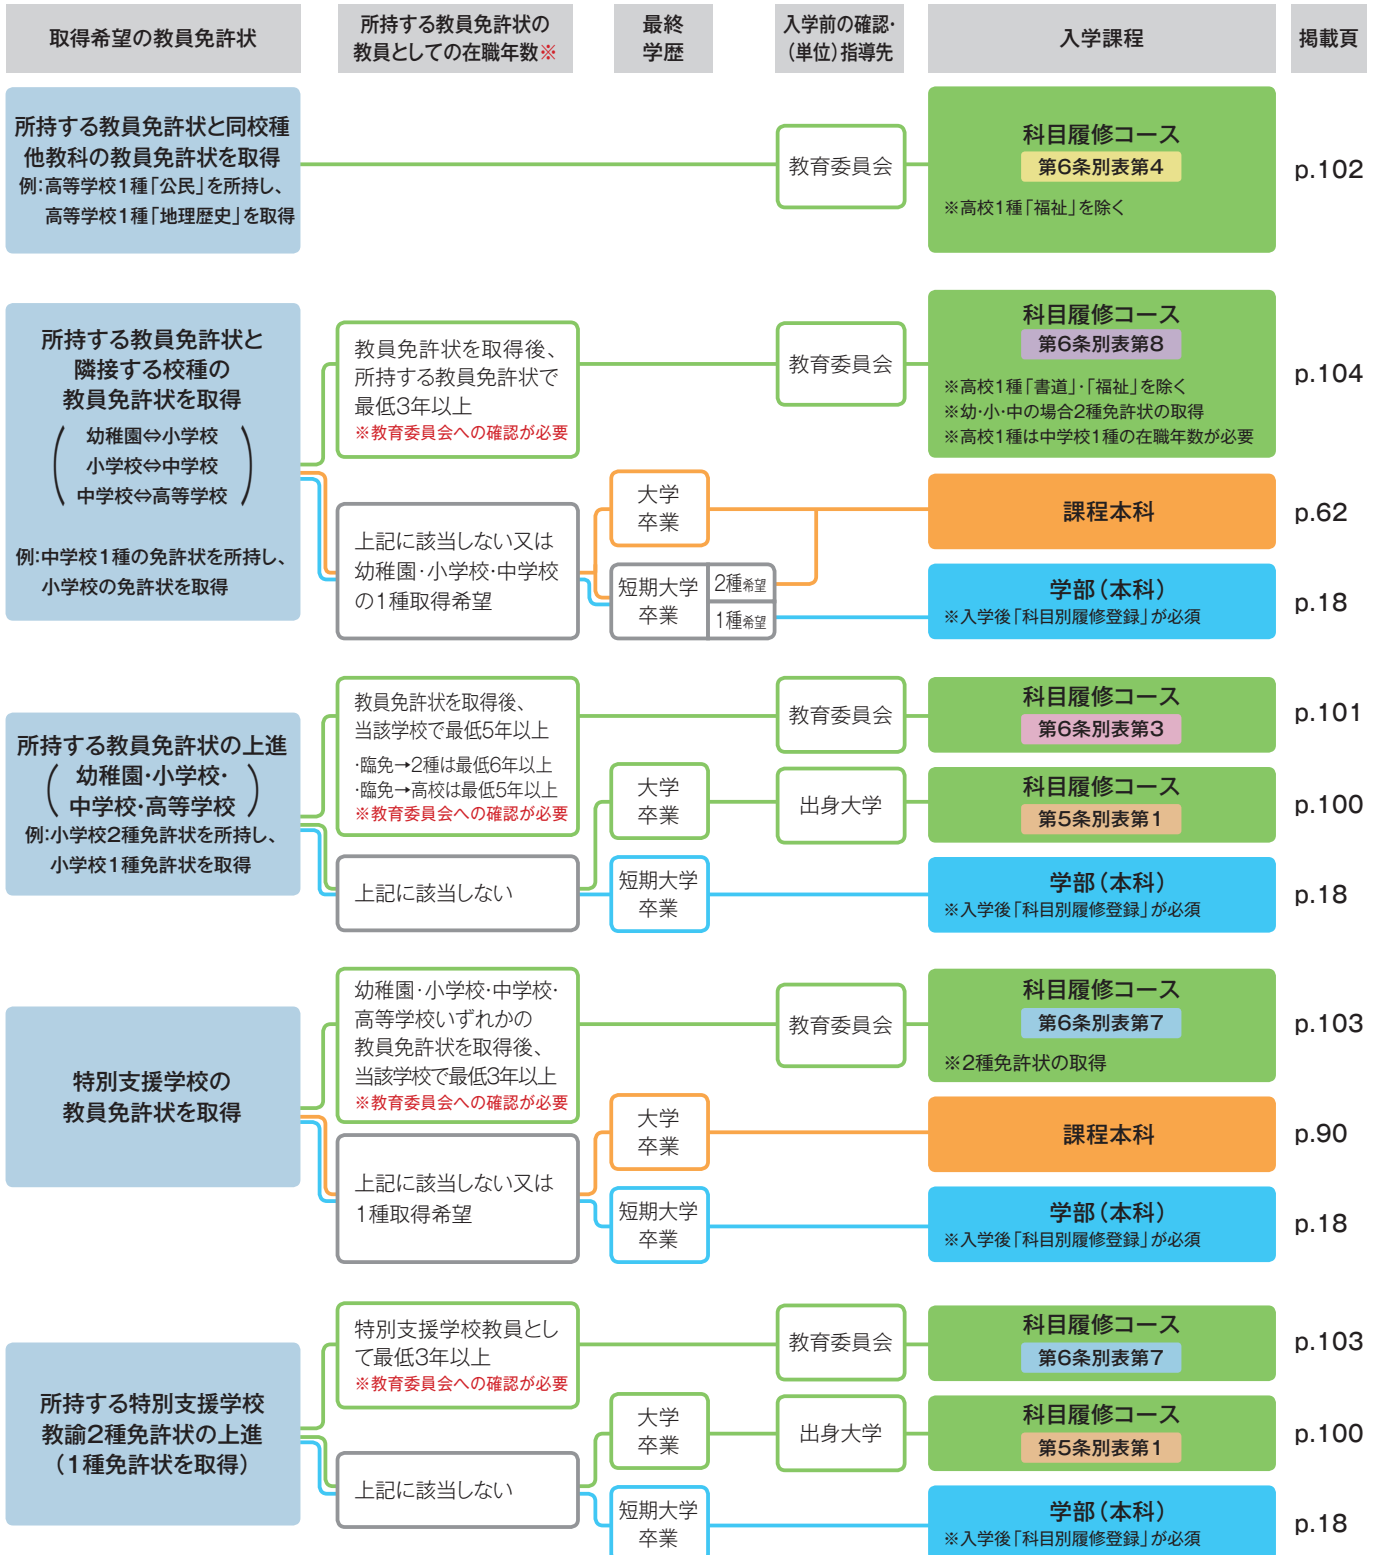 取得希望の教員免許状
所持する教員免許状の
教員としての在職年数※
最終
学歴
入学前の確認・
(単位)指導先
入学課程
掲載頁
所持する教員免許状と同校種
他教科の教員免許状を取得
例:高等学校1種「公民」を所持し、
高等学校1種「地理歴史」を取得
教育委員会
科目履修コース
第6条別表第4
※高校1種「福祉」を除く
p.102
所持する教員免許状と
隣接する校種の
教員免許状を取得
幼稚園⇔小学校
小学校⇔中学校
中学校⇔高等学校
例:中学校1種の免許状を所持し、
小学校の免許状を取得
教員免許状を取得後、
所持する教員免許状で
最低3年以上
※教育委員会への確認が必要
教育委員会
科目履修コース
第6条別表第8
※高校1種「書道」・「福祉」を除く
※幼・小・中の場合2種免許状の取得
※高校1種は中学校1種の在職年数が必要
p.104
上記に該当しない又は
幼稚園・小学校・中学校
の1種取得希望
大学
卒業
課程本科
p.62
短期大学
卒業
2種希望
1種希望
学部(本科)
※入学後「科目別履修登録」が必須
p.18
所持する教員免許状の上進
(幼稚園・小学校・
中学校・高等学校)
例:小学校2種免許状を所持し、
小学校1種免許状を取得
教員免許状を取得後、
当該学校で最低5年以上
・臨免→2種は最低6年以上
・臨免→高校は最低5年以上
※教育委員会への確認が必要
教育委員会
科目履修コース
第6条別表第3
p.101
上記に該当しない
大学
卒業
出身大学
科目履修コース
第5条別表第1
p.100
短期大学
卒業
学部(本科)
※入学後「科目別履修登録」が必須
p.18
特別支援学校の
教員免許状を取得
幼稚園・小学校・中学校・
高等学校いずれかの
教員免許状を取得後、
当該学校で最低3年以上
※教育委員会への確認が必要
教育委員会
科目履修コース
第6条別表第7
※2種免許状の取得
p.103
上記に該当しない又は
1種取得希望
大学
卒業
課程本科
p.90
短期大学
卒業
学部(本科)
※入学後「科目別履修登録」が必須
p.18
所持する特別支援学校
教諭2種免許状の上進
(1種免許状を取得)
特別支援学校教員とし
て最低3年以上
※教育委員会への確認が必要
教育委員会
科目履修コース
第6条別表第7
p.103
上記に該当しない
大学
卒業
出身大学
科目履修コース
第5条別表第1
p.100
短期大学
卒業
学部(本科)
※入学後「科目別履修登録」が必須
p.18